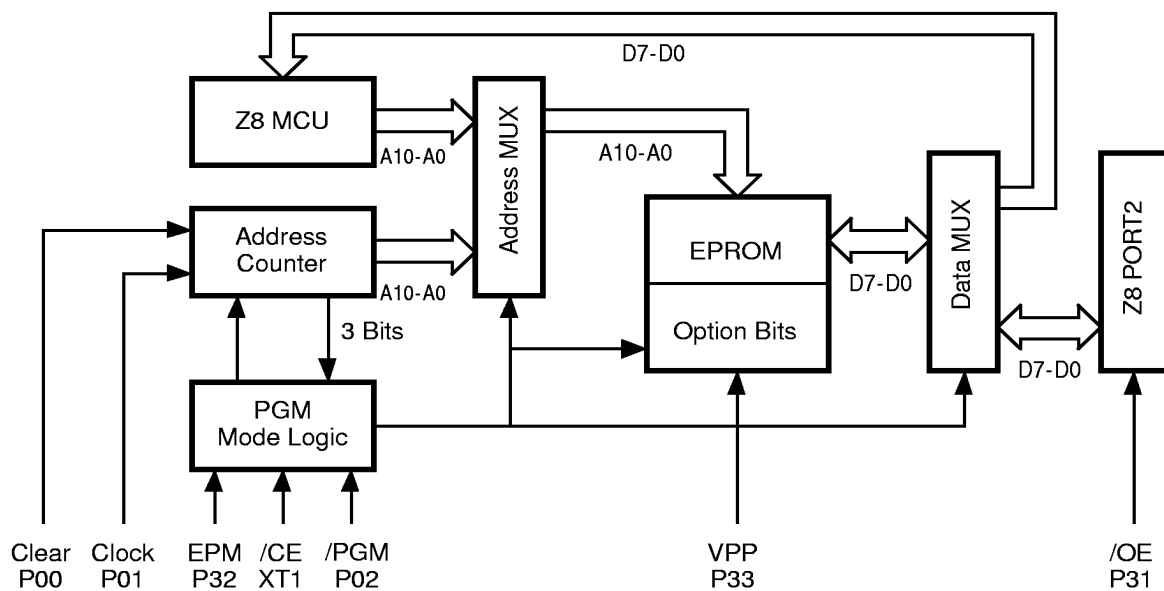 D7-D0
Z8 MCU
A10-A0
Address MUX
A10-A0
Address
Counter
A10-A0
3 Bits
EPROM
Option Bits
D7-D0
Data MUX
D7-D0
Z8 PORT2
PGM
Mode Logic
Clear
P00
Clock
P01
EPM
P32
/CE
XT1
/PGM
P02
VPP
P33
/OE
P31